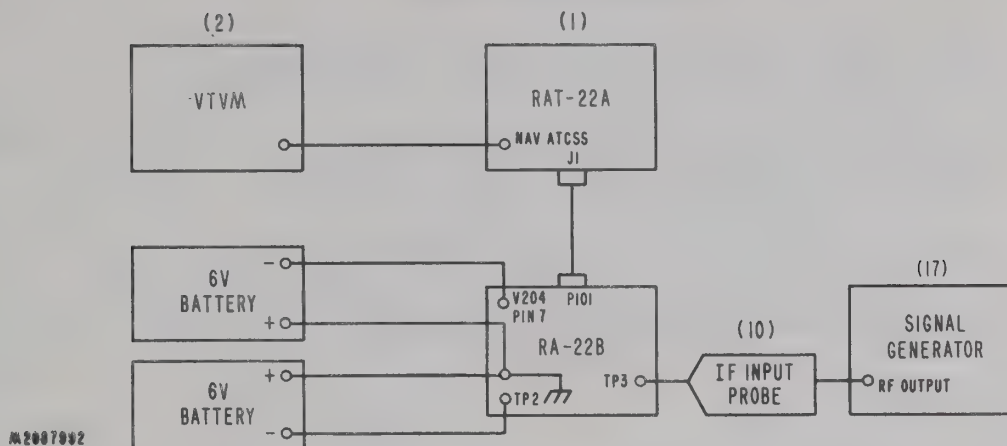 (2)
(1)
VTVM
RAT-22A
NAV ATCSS
J1
6V
BATTERY
-
+
6V
BATTERY
+
-
V204
PIN 7
P101
RA-22B
TP3
TP2
(10)
IF INPUT
PROBE
(17)
SIGNAL
GENERATOR
RF OUTPUT